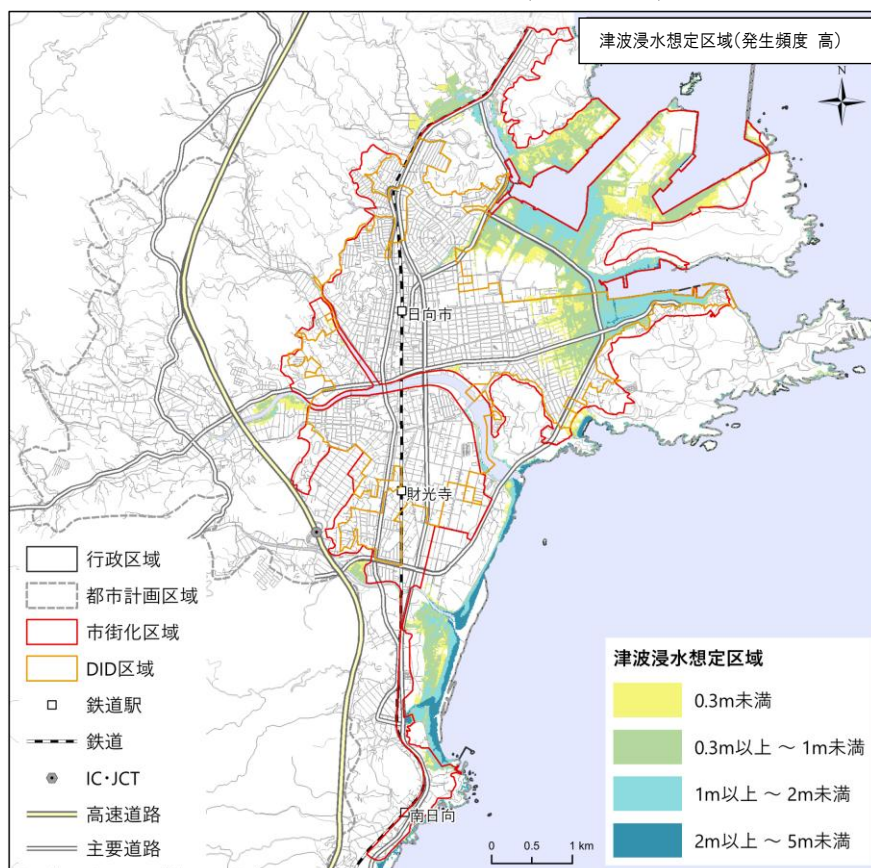 津波浸水想定区域(発生頻度 高)
N
日向市
財光寺
南日向
行政区域
都市計画区域
市街化区域
DID区域
鉄道駅
鉄道
IC・JCT
高速道路
主要道路
津波浸水想定区域
0.3m未満
0.3m以上 ～ 1m未満
1m以上 ～ 2m未満
2m以上 ～ 5m未満
0 0.5 1 km